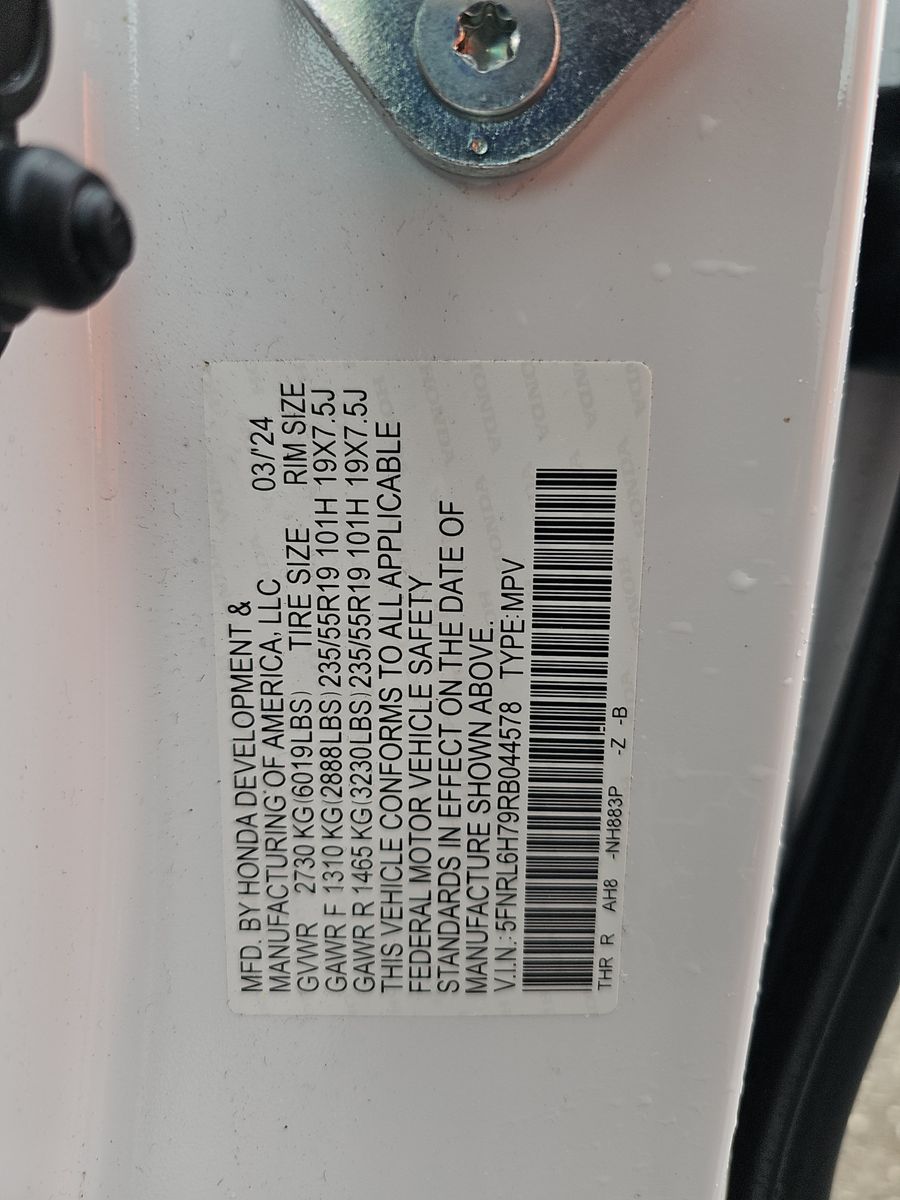 MFD. BY HONDA DEVELOPMENT &
MANUFACTURING OF AMERICA, LLC 03/'24
GVWR 2730 KG (6019LBS) TIRE SIZE RIM SIZE
GAWR F 1310 KG (2888LBS) 235/55R19 101H 19X7.5J
GAWR R 1465 KG (3230LBS) 235/55R19 101H 19X7.5J
THIS VEHICLE CONFORMS TO ALL APPLICABLE
FEDERAL MOTOR VEHICLE SAFETY
STANDARDS IN EFFECT ON THE DATE OF
MANUFACTURE SHOWN ABOVE.
V.I.N.: 5FNRL6H79RB044578 TYPE:MPV
THR R AH8 -NH883P -Z -B